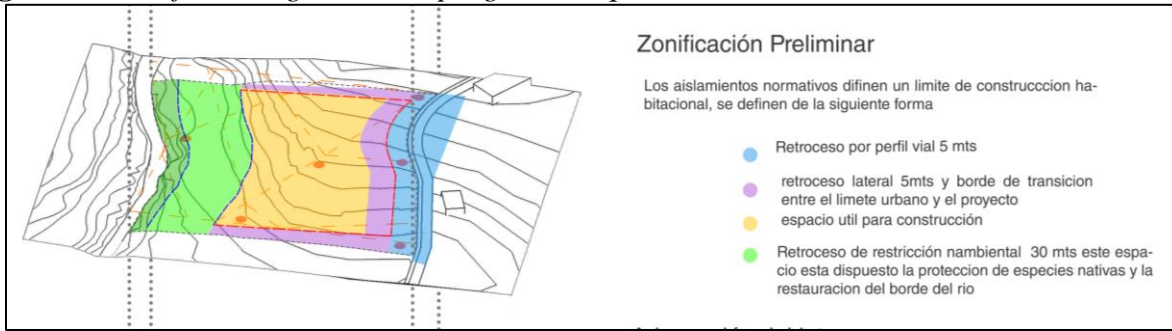 Zonificación Preliminar
Los aislamientos normativos difinen un limite de construcccion ha-
bitacional, se definen de la siguiente forma
Retroceso por perfil vial 5 mts
retroceso lateral 5mts y borde de transicion
entre el limete urbano y el proyecto
espacio util para construcción
Retroceso de restricción nambiental 30 mts este espa-
cio esta dispuesto la proteccion de especies nativas y la
restauracion del borde del rio